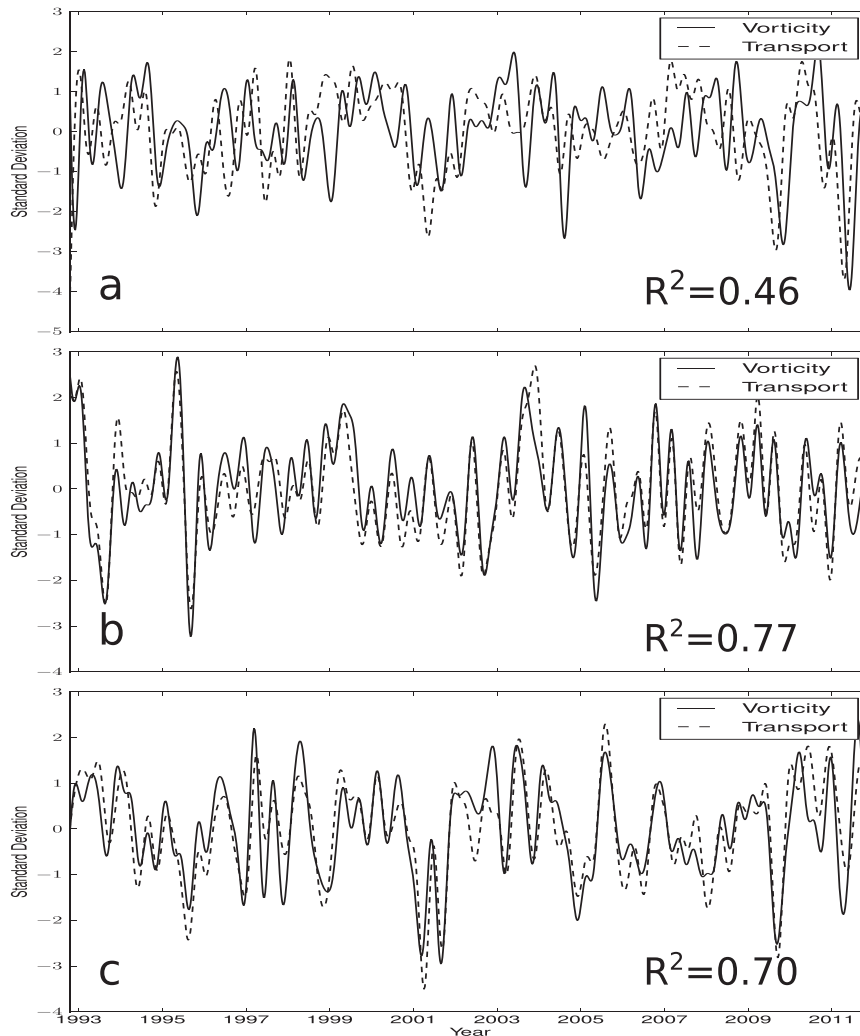 3
2
1
0
−1
−2
−3
−4
−5
Standard Deviation
Vorticity
Transport
a
R²=0.46
3
2
1
0
−1
−2
−3
−4
Standard Deviation
Vorticity
Transport
b
R²=0.77
3
2
1
0
−1
−2
−3
−4
Standard Deviation
Vorticity
Transport
c
R²=0.70
1993 1995 1997 1999 2001 2003 2005 2007 2009 2011
Year